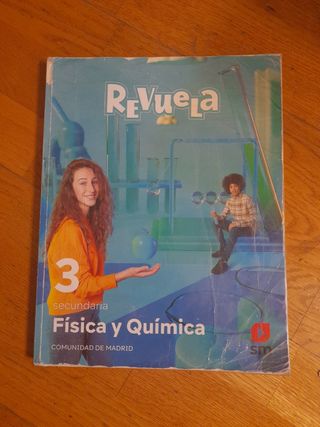 REVUELA
3
secundaria
Física y Química
COMUNIDAD DE MADRID
sm